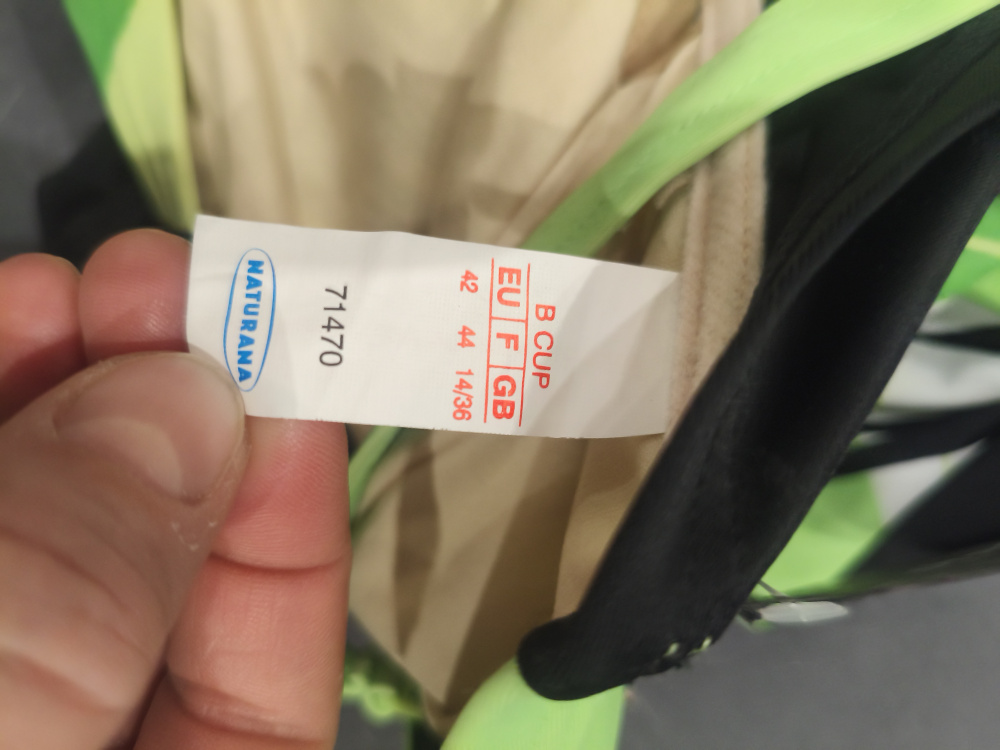 B CUP
EU F GB
42 44 14/36
71470
NATURANA